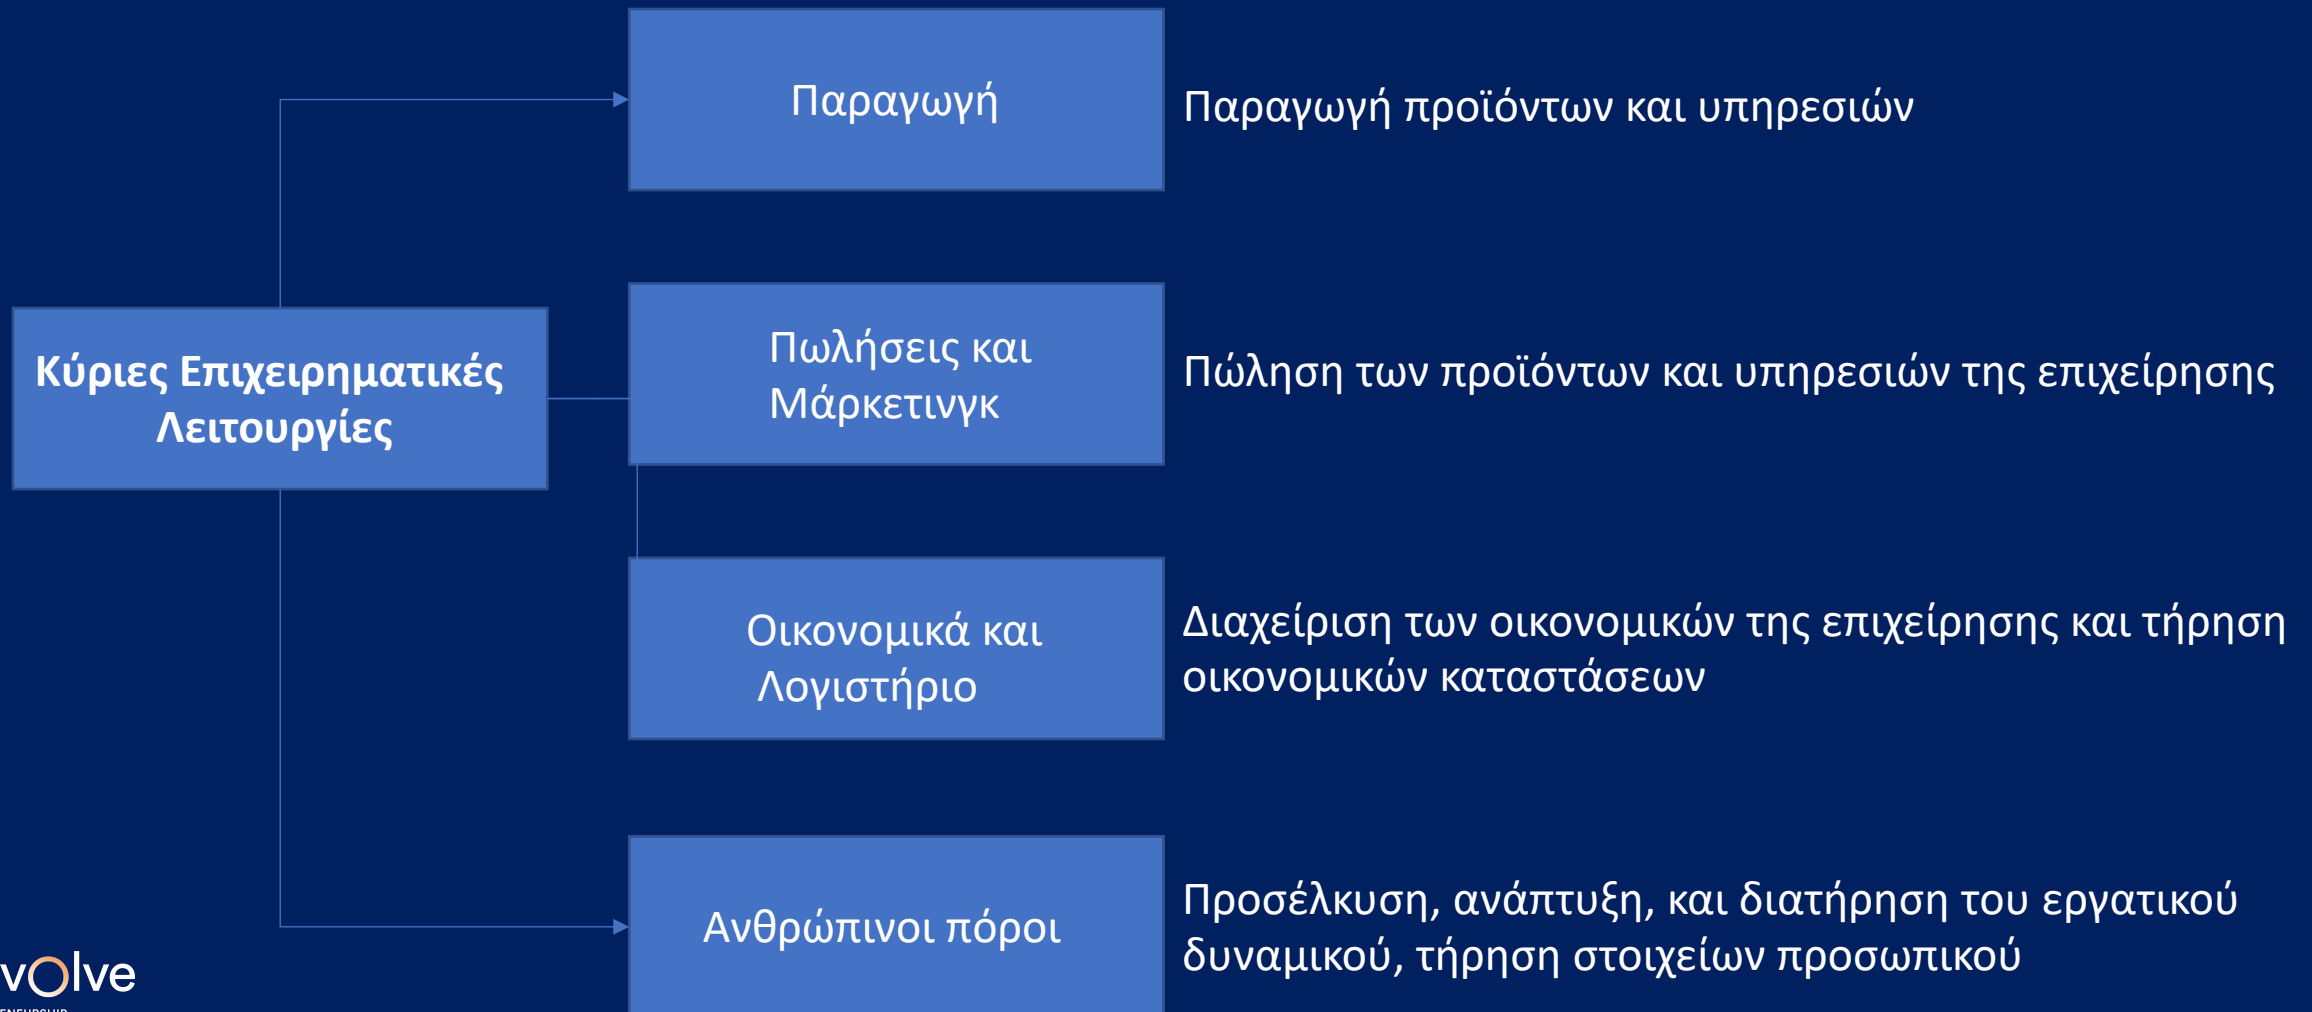 Παραγωγή
Παραγωγή προϊόντων και υπηρεσιών
Κύριες Επιχειρηματικές
Λειτουργίες
Πωλήσεις και
Μάρκετινγκ
Πώληση των προϊόντων και υπηρεσιών της επιχείρησης
Οικονομικά και
Λογιστήριο
Διαχείριση των οικονομικών της επιχείρησης και τήρηση
οικονομικών καταστάσεων
Ανθρώπινοι πόροι
Προσέλκυση, ανάπτυξη, και διατήρηση του εργατικού
δυναμικού, τήρηση στοιχείων προσωπικού
volve